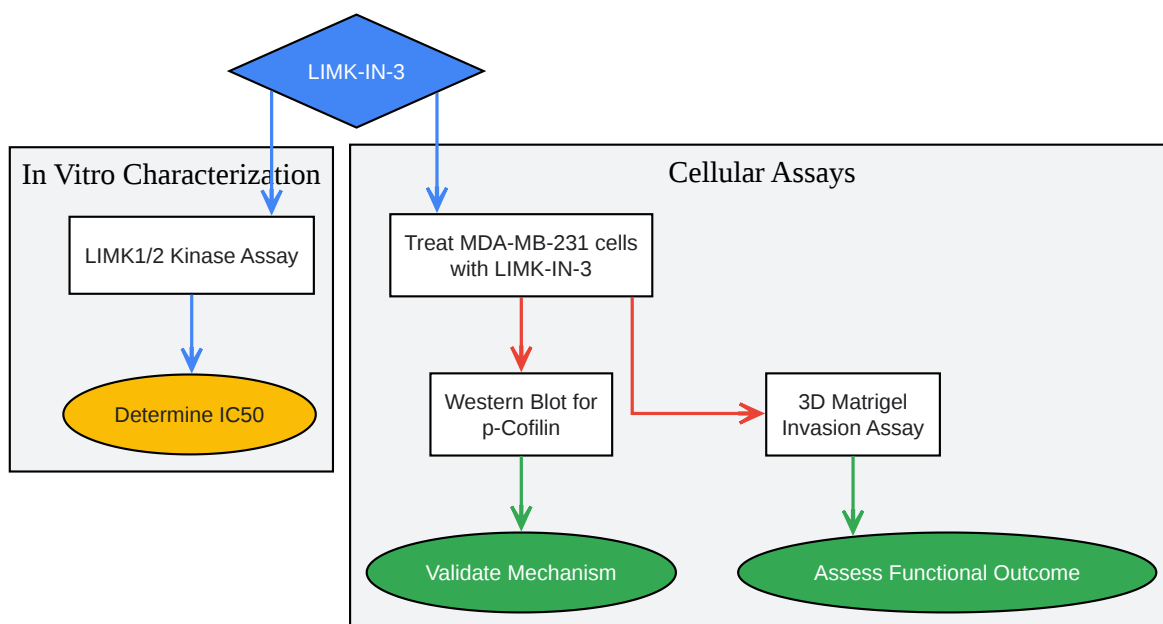 LIMK-IN-3
In Vitro Characterization
LIMK1/2 Kinase Assay
Determine IC50
Cellular Assays
Treat MDA-MB-231 cells
with LIMK-IN-3
Western Blot for
p-Cofilin
3D Matrigel
Invasion Assay
Validate Mechanism
Assess Functional Outcome